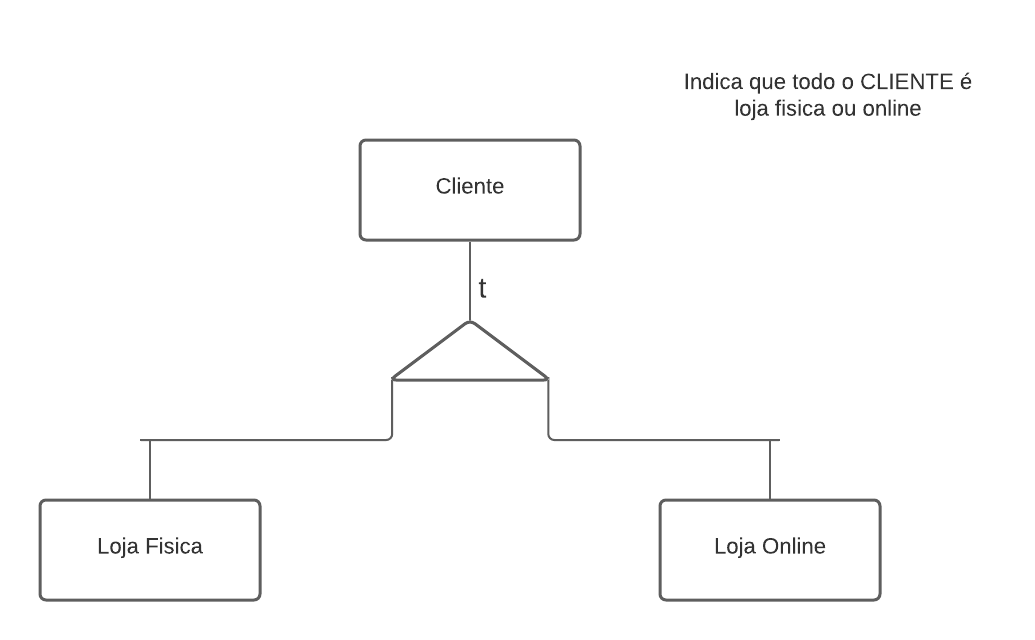 Indica que todo o CLIENTE é
loja fisica ou online
Cliente
t
Loja Fisica
Loja Online